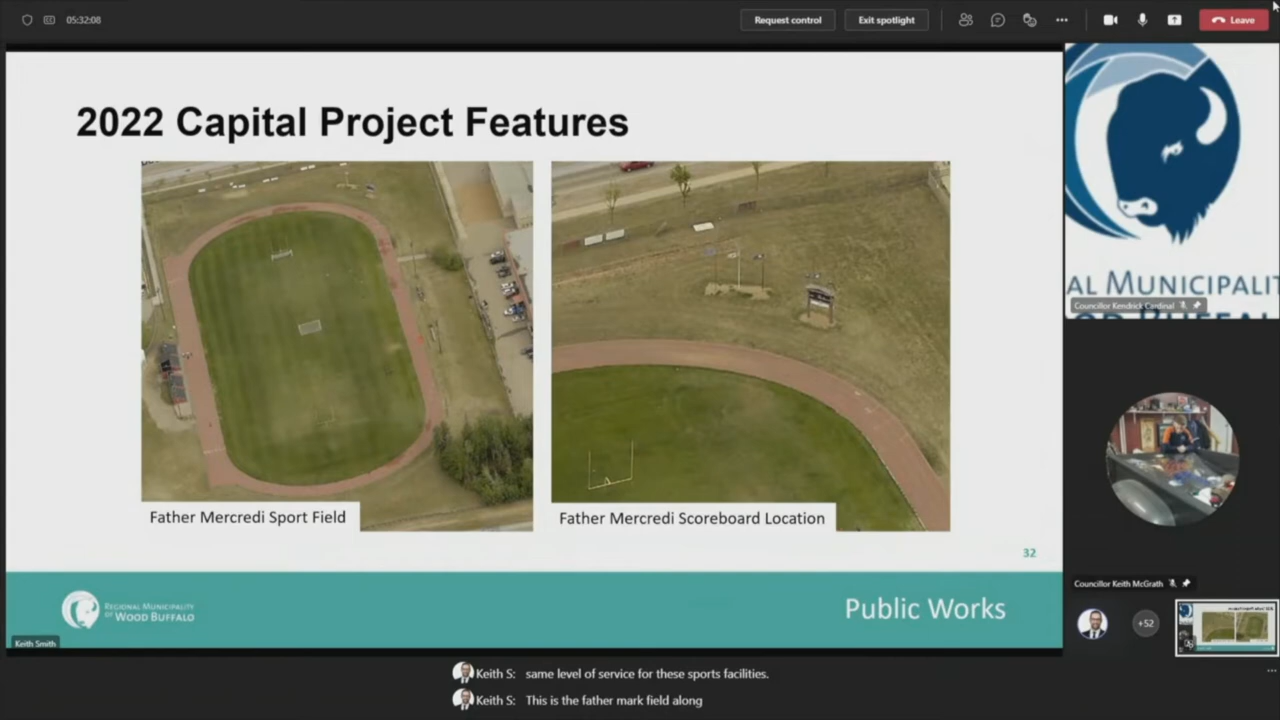 05:32:08
Request control
Exit spotlight
Leave
2022 Capital Project Features
Father Mercredi Sport Field
Father Mercredi Scoreboard Location
32
REGIONAL MUNICIPALITY
OF WOOD BUFFALO
Public Works
Keith Smith
AL MUNICIPALIT
Councillor Kendrick Cardinal
Councillor Keith McGrath
+52
Keith S: same level of service for these sports facilities.
Keith S: This is the father mark field along